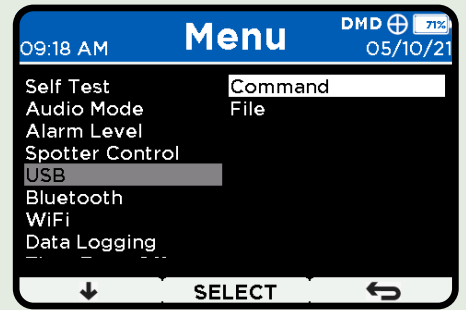 09:18 AM
Menu
DMD 71%
05/10/21
Self Test
Audio Mode
Alarm Level
Spotter Control
USB
Bluetooth
WiFi
Data Logging
Command
File
SELECT